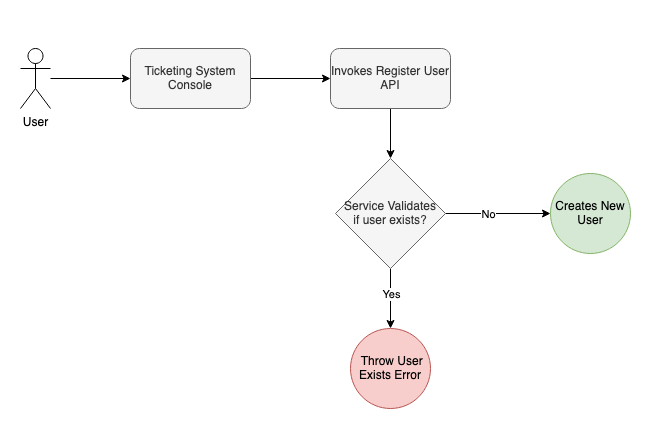 Ticketing System
Console
Invokes Register User
API
User
Service Validates
if user exists?
No
Creates New
User
Yes
Throw User
Exists Error